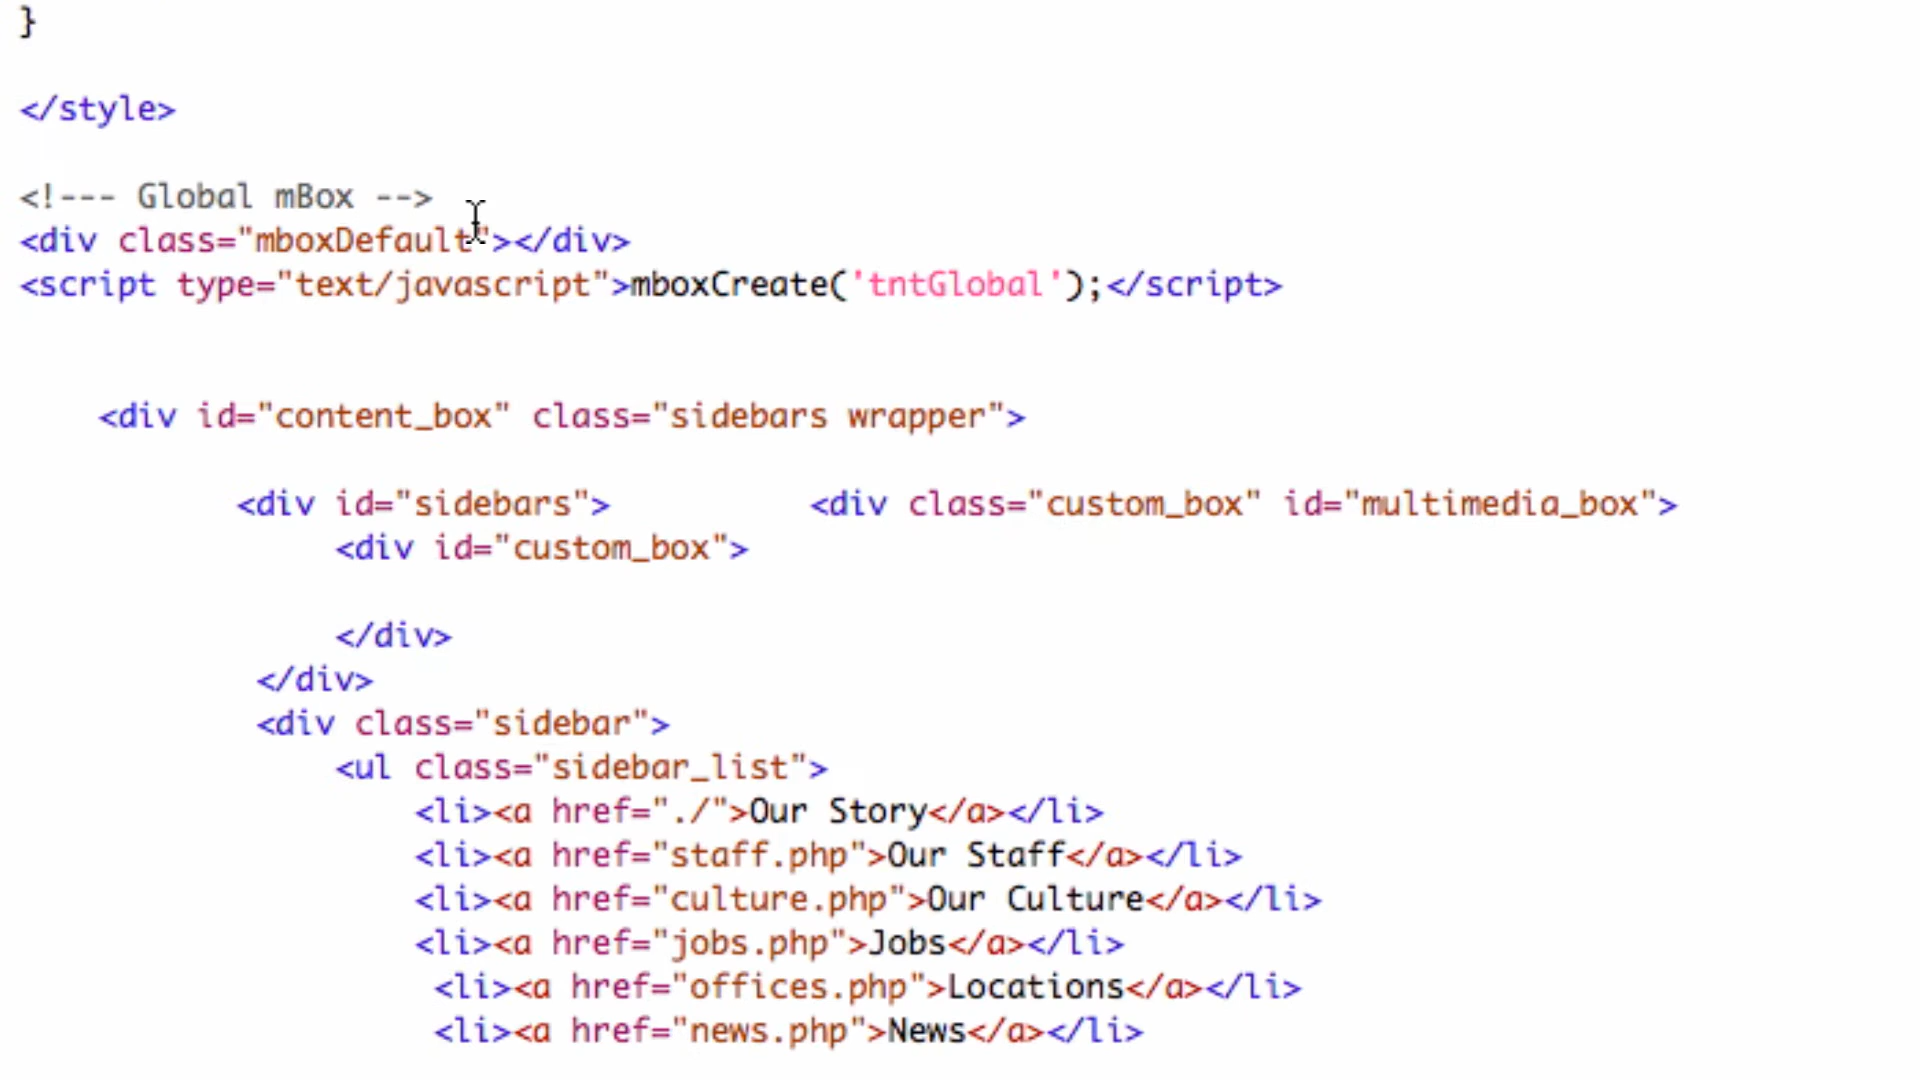 }
</style>
<!--- Global mBox -->
<div class="mboxDefault"></div>
<script type="text/javascript">mboxCreate('tntGlobal');</script>
<div id="content_box" class="sidebars wrapper">
<div id="sidebars"> <div class="custom_box" id="multimedia_box">
<div id="custom_box">
</div>
</div>
<div class="sidebar">
<ul class="sidebar_list">
<li><a href="./">Our Story</a></li>
<li><a href="staff.php">Our Staff</a></li>
<li><a href="culture.php">Our Culture</a></li>
<li><a href="jobs.php">Jobs</a></li>
<li><a href="offices.php">Locations</a></li>
<li><a href="news.php">News</a></li>